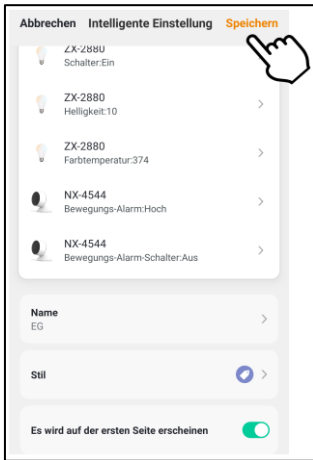 Abbrechen Intelligente Einstellung Speichern
ZX-2880
Schalter:Ein
ZX-2880
Helligkeit:10
ZX-2880
Farbtemperatur:374
NX-4544
Bewegungs-Alarm:Hoch
NX-4544
Bewegungs-Alarm-Schalter:Aus
Name
EG
Stil
Es wird auf der ersten Seite erscheinen